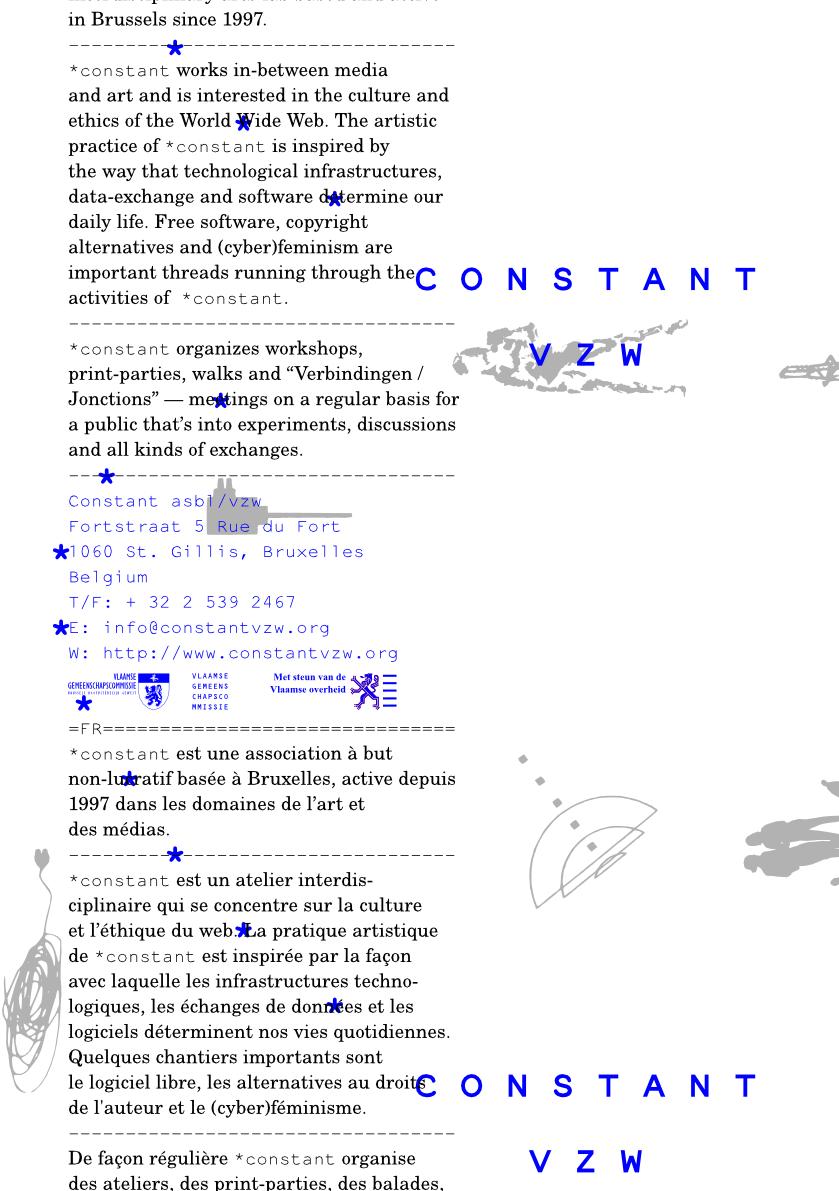 in Brussels since 1997.
----------------------------------
*constant works in-between media
and art and is interested in the culture and
ethics of the World Wide Web. The artistic
practice of *constant is inspired by
the way that technological infrastructures,
data-exchange and software determine our
daily life. Free software, copyright
alternatives and (cyber)feminism are
important threads running through the
activities of *constant.
CONSTANT
----------------------------------
*constant organizes workshops,
VZW
print-parties, walks and “Verbindingen /
Jonctions” — meetings on a regular basis for
a public that’s into experiments, discussions
and all kinds of exchanges.
----------------------------------
Constant asbl/vzw
Fortstraat 5 Rue du Fort
1060 St. Gillis, Bruxelles
Belgium
T/F: + 32 2 539 2467
E: info@constantvzw.org
W: http://www.constantvzw.org
VLAAMSE
GEMEENSCHAPSCOMMISSIE
VLAAMSE
GEMEENS
CHAPSCO
MMISSIE
Met steun van de
Vlaamse overheid
=FR===============================
*constant est une association à but
non-lucratif basée à Bruxelles, active depuis
1997 dans les domaines de l’art et
des médias.
----------------------------------
*constant est un atelier interdis-
ciplinaire qui se concentre sur la culture
et l’éthique du web. La pratique artistique
de *constant est inspirée par la façon
avec laquelle les infrastructures techno-
logiques, les échanges de données et les
logiciels déterminent nos vies quotidiennes.
Quelques chantiers importants sont
le logiciel libre, les alternatives au droits
de l'auteur et le (cyber)féminisme.
CONSTANT
----------------------------------
De façon régulière *constant organise
VZW
des ateliers, des print-parties, des balades,